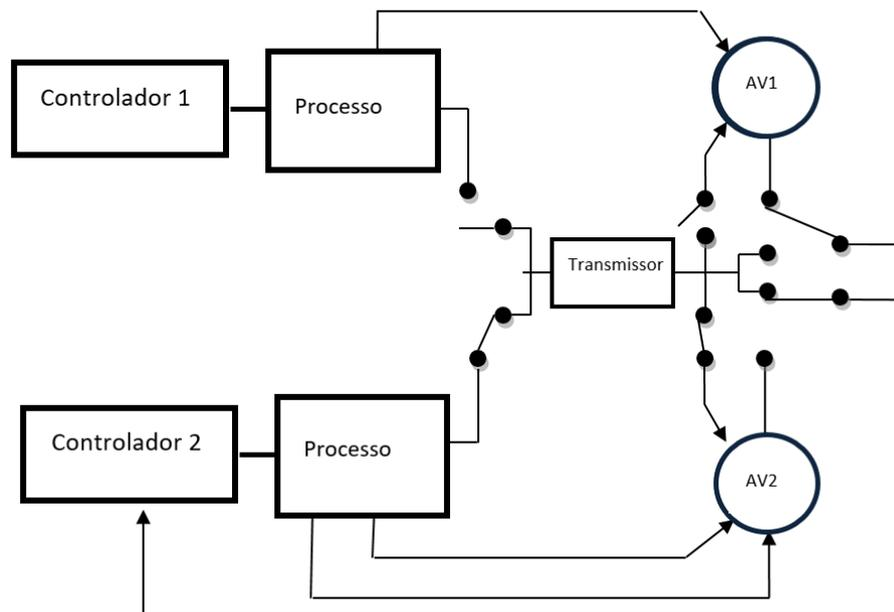 Controlador 1
Processo
AV1
Transmissor
Controlador 2
Processo
AV2